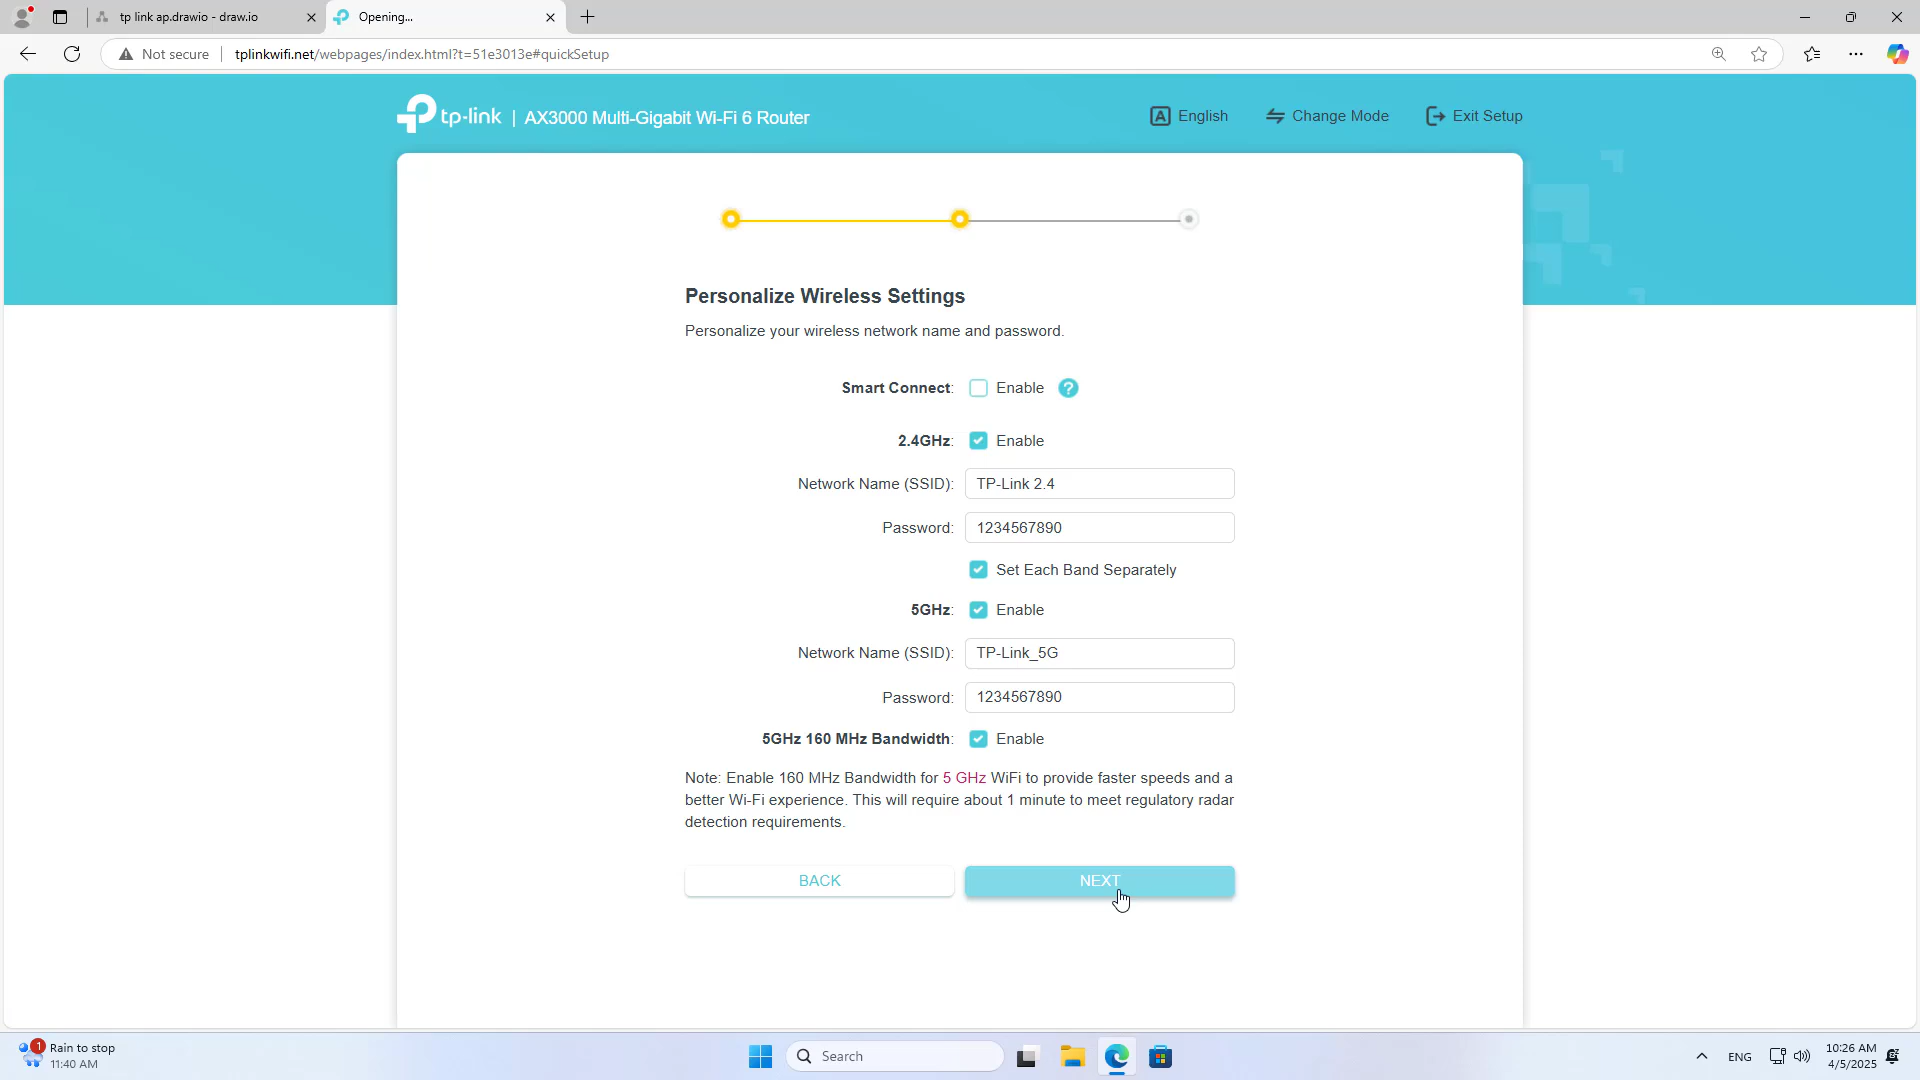 tp link ap.drawio - draw.io
Opening...
Not secure
tplinkwifi.net/webpages/index.html?t=51e3013e#quickSetup
tp-link | AX3000 Multi-Gigabit Wi-Fi 6 Router
A English
Change Mode
Exit Setup
Personalize Wireless Settings
Personalize your wireless network name and password.
Smart Connect: Enable ?
2.4GHz: Enable
Network Name (SSID): TP-Link 2.4
Password: 1234567890
Set Each Band Separately
5GHz: Enable
Network Name (SSID): TP-Link_5G
Password: 1234567890
5GHz 160 MHz Bandwidth: Enable
Note: Enable 160 MHz Bandwidth for 5 GHz WiFi to provide faster speeds and a
better Wi-Fi experience. This will require about 1 minute to meet regulatory radar
detection requirements.
BACK
NEXT
1
Rain to stop
11:40 AM
Search
ENG
10:26 AM
4/5/2025